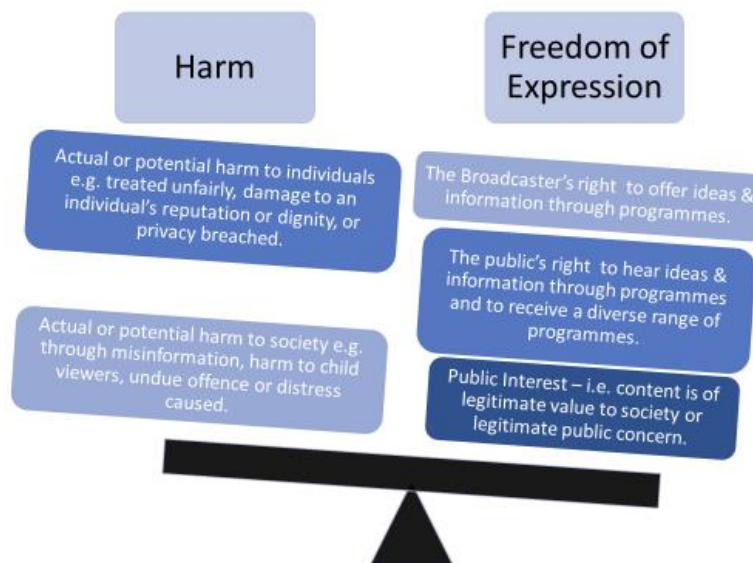 Harm
Actual or potential harm to individuals
e.g. treated unfairly, damage to an
individual's reputation or dignity, or
privacy breached.
Actual or potential harm to society e.g.
through misinformation, harm to child
viewers, undue offence or distress
caused.
Freedom of
Expression
The Broadcaster's right  to offer ideas &
information through programmes.
The public's right  to hear ideas &
information through programmes
and to receive a diverse range of
programmes.
Public Interest – i.e. content is of
legitimate value to society or
legitimate public concern.